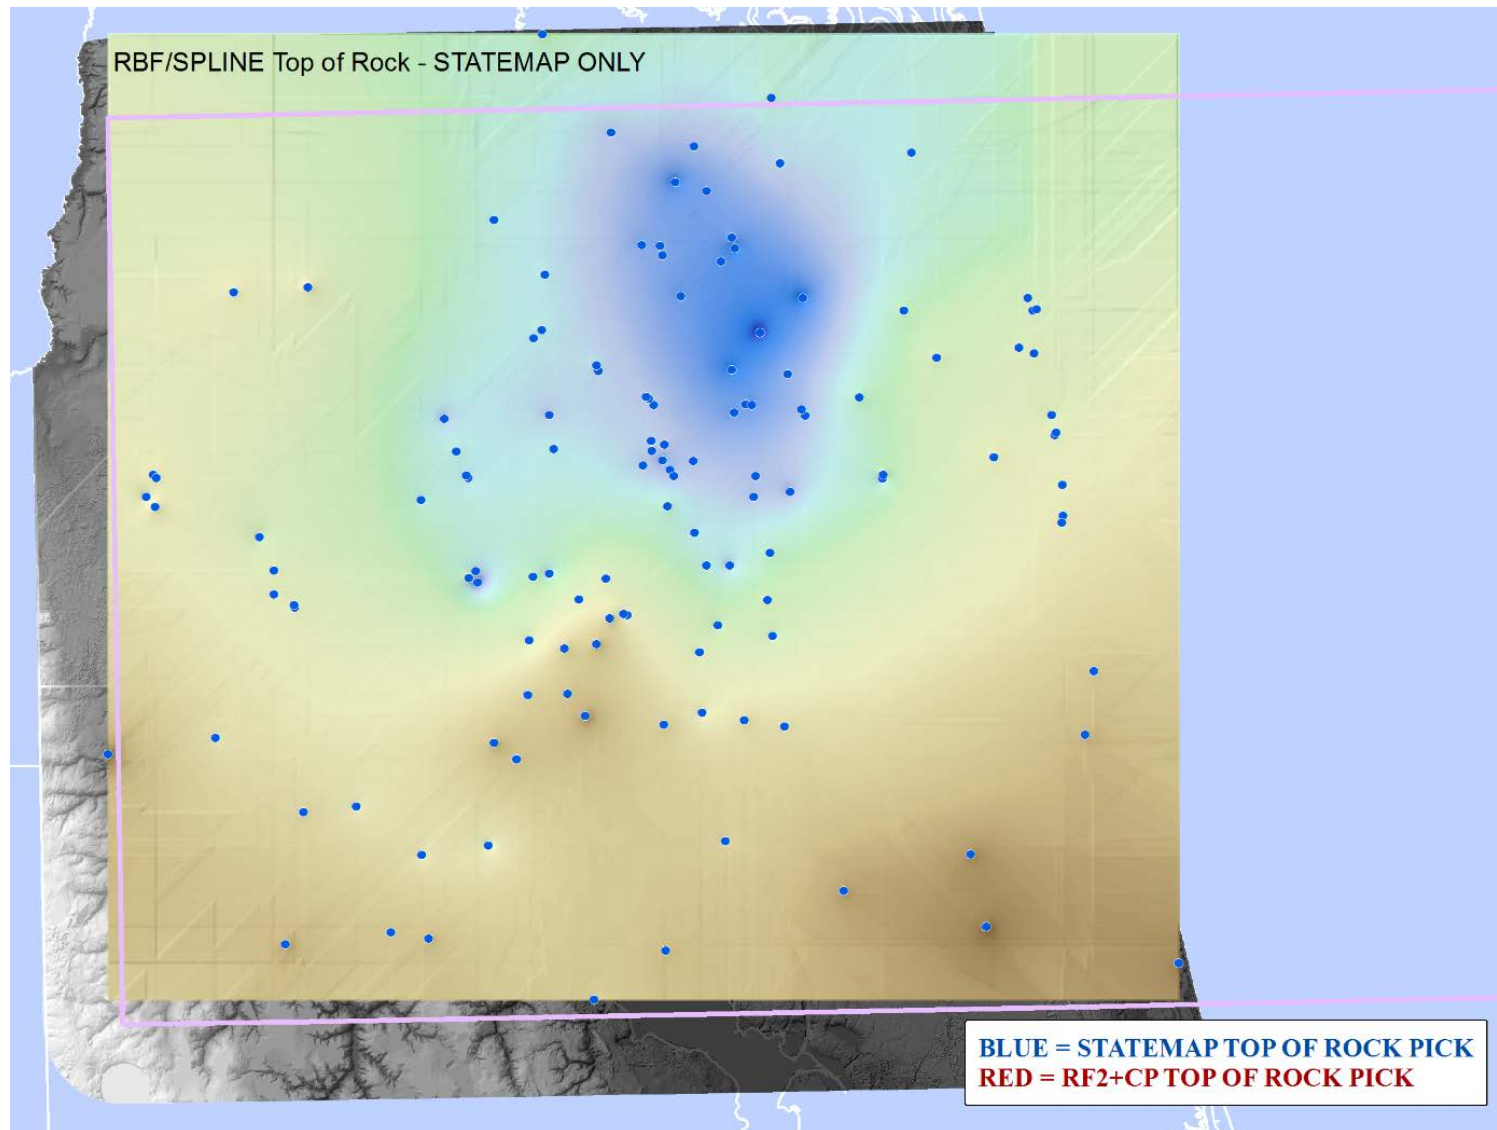 RBF/SPLINE Top of Rock - STATEMAP ONLY
BLUE = STATEMAP TOP OF ROCK PICK
RED = RF2+CP TOP OF ROCK PICK